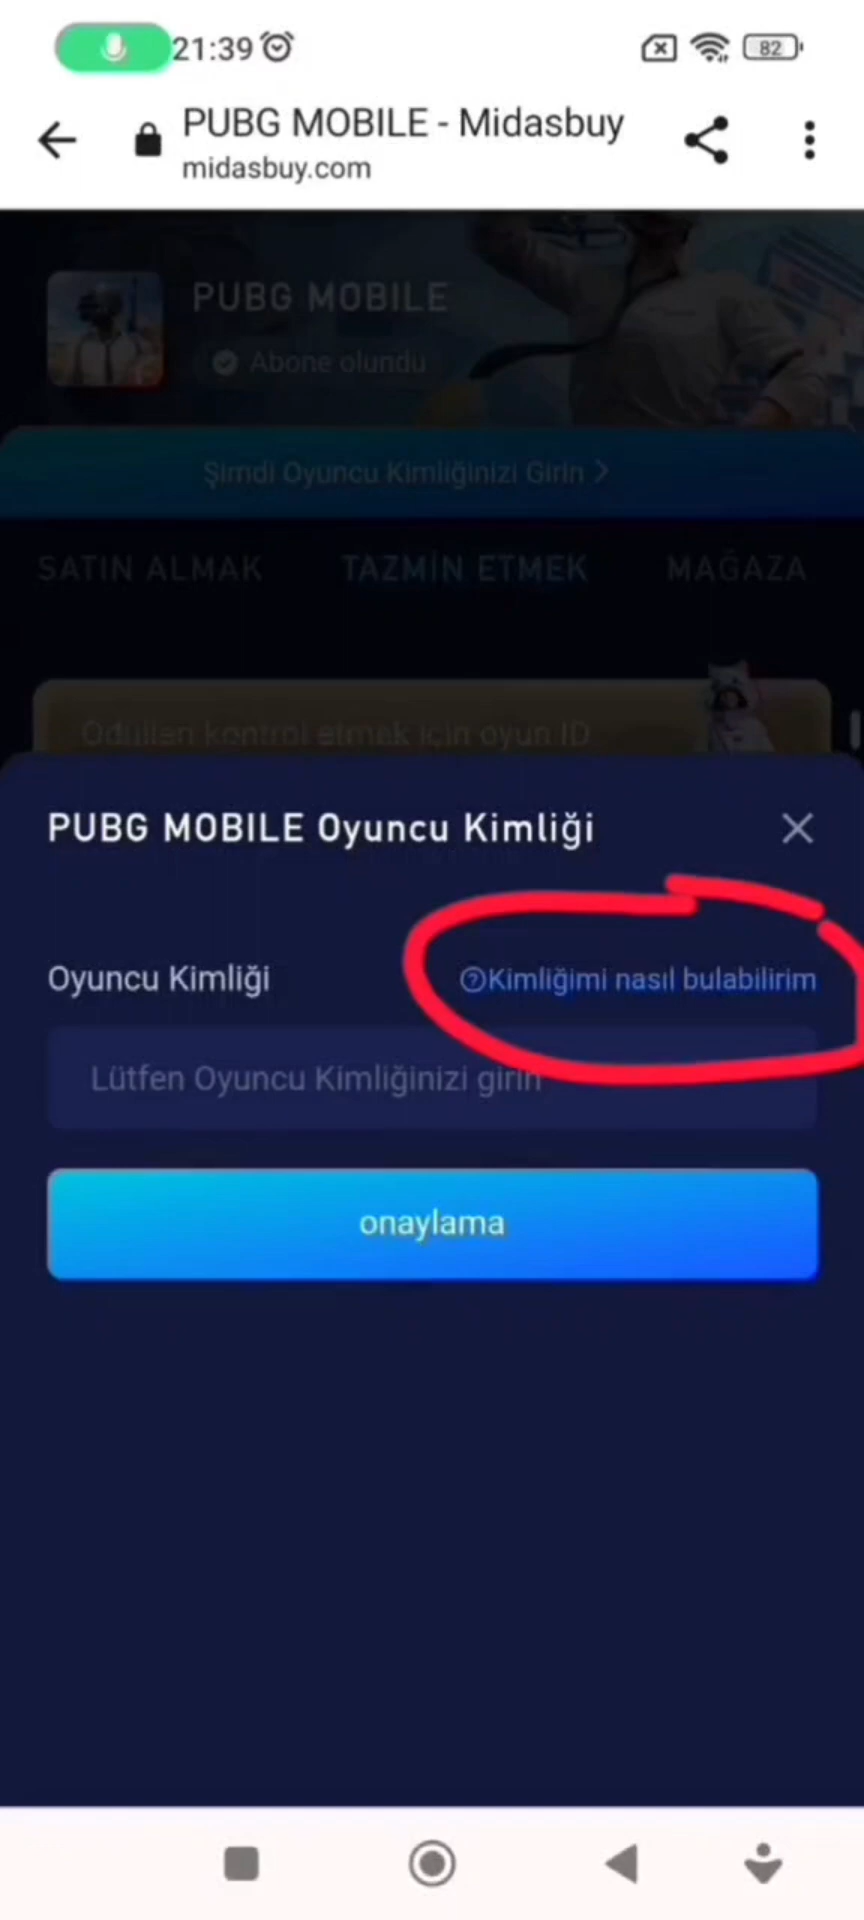 21:39
82
PUBG MOBILE - Midasbuy
midasbuy.com
PUBG MOBILE
Abone olundu
Şimdi Oyuncu Kimliğinizi Girin >
SATIN ALMAK TAZMİN ETMEK MAĞAZA
Ödülleri kontrol etmek için oyun ID
PUBG MOBILE Oyuncu Kimliği
Oyuncu Kimliği
Kimliğimi nasıl bulabilirim
Lütfen Oyuncu Kimliğinizi girin
onaylama